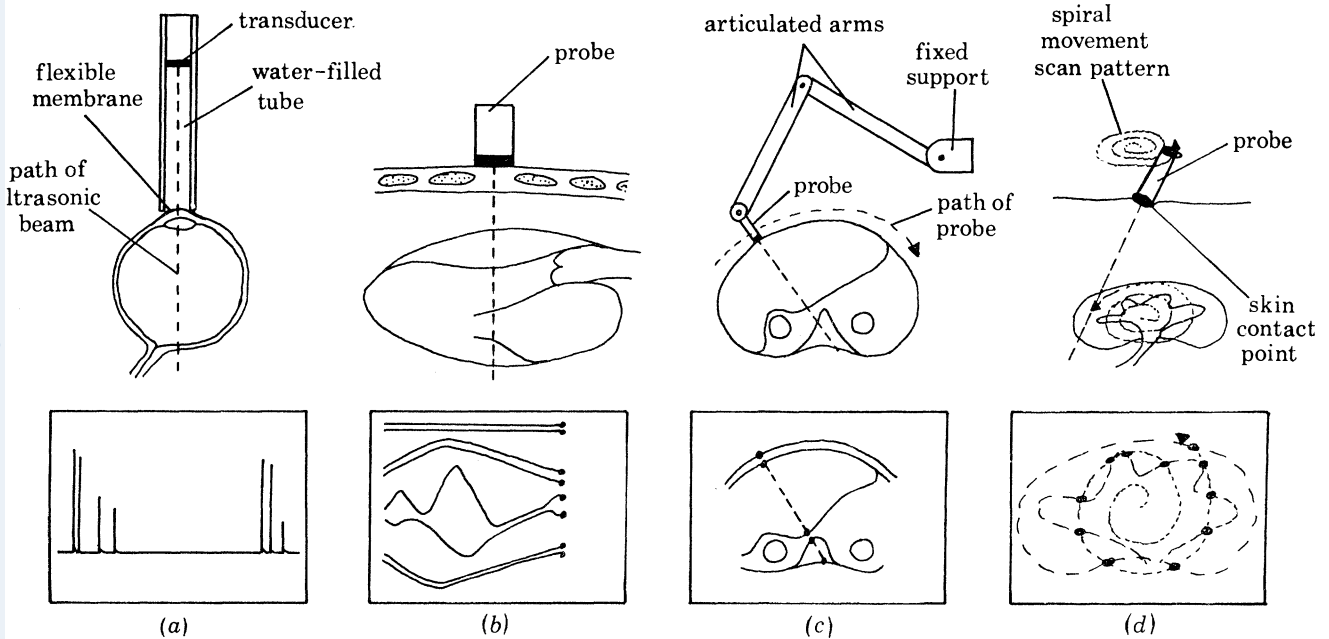 transducer
flexible
membrane
water-filled
tube
path of
ltrasonic
beam
(a)
probe
(b)
articulated arms
fixed
support
probe
path of
probe
(c)
spiral
movement
scan pattern
probe
skin
contact
point
(d)